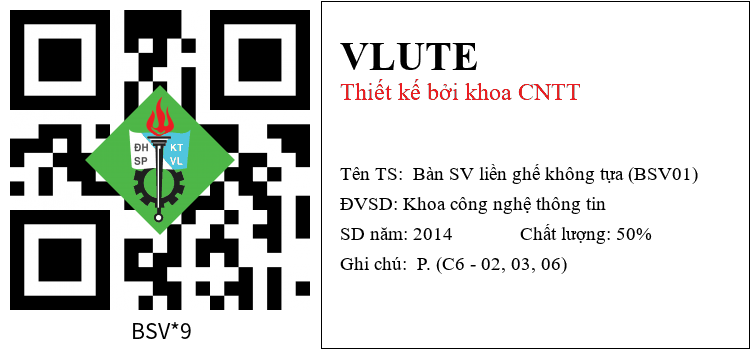 ĐH KT
SP VL
BSV*9
VLUTE
Thiết kế bởi khoa CNTT
Tên TS: Bàn SV liền ghế không tựa (BSV01)
ĐVSD: Khoa công nghệ thông tin
SD năm: 2014 Chất lượng: 50%
Ghi chú: P. (C6 - 02, 03, 06)